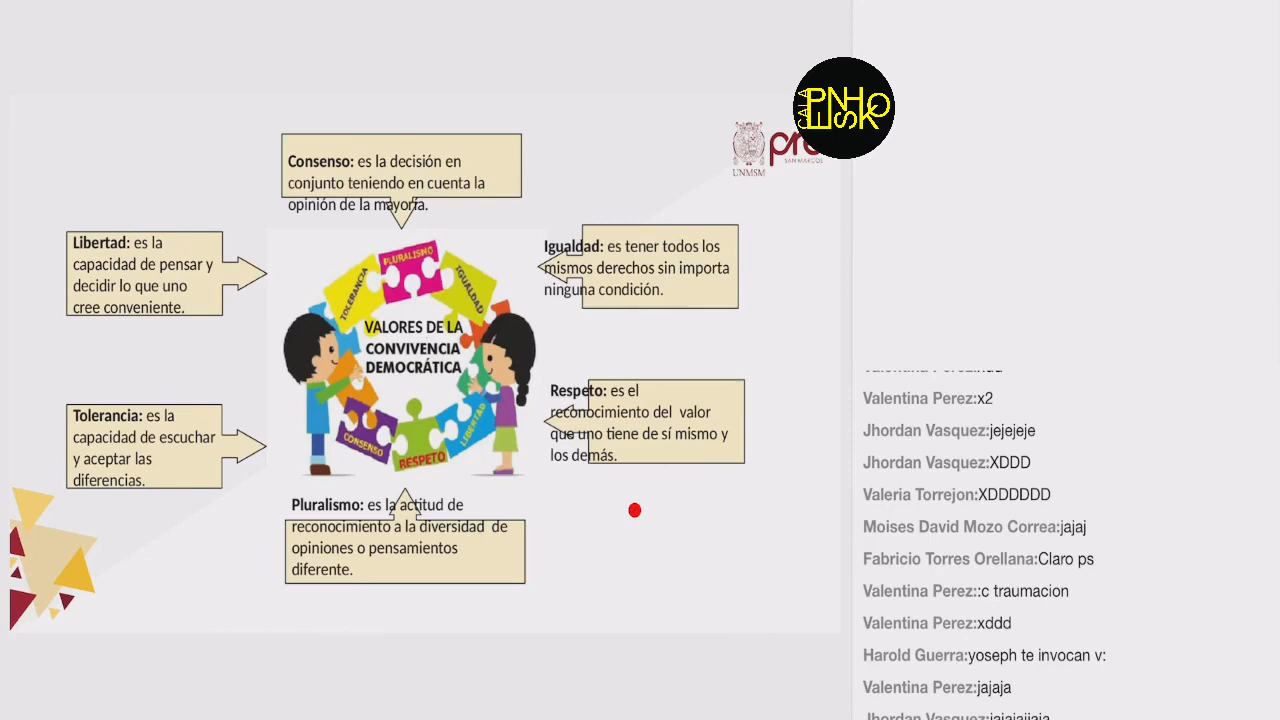 Consenso: es la decisión en
conjunto teniendo en cuenta la
opinión de la mayoría.
Libertad: es la
capacidad de pensar y
decidir lo que uno
cree conveniente.
Igualdad: es tener todos los
mismos derechos sin importa
ninguna condición.
Tolerancia: es la
capacidad de escuchar
y aceptar las
diferencias.
Respeto: es el
reconocimiento del valor
que uno tiene de sí mismo y
los demás.
Pluralismo: es la actitud de
reconocimiento a la diversidad de
opiniones o pensamientos
diferente.
PLURALISMO
TOLERANCIA
IGUALDAD
VALORES DE LA
CONVIVENCIA
DEMOCRÁTICA
CONSENSO
RESPETO
LIBERTAD
UNMSM
SAN MARCOS
Valentina Perez:x2
Jhordan Vasquez:jejejeje
Jhordan Vasquez:XDDD
Valeria Torrejon:XDDDDDD
Moises David Mozo Correa:jajaj
Fabricio Torres Orellana:Claro ps
Valentina Perez::c traumacion
Valentina Perez:xddd
Harold Guerra:yoseph te invocan v:
Valentina Perez:jajaja